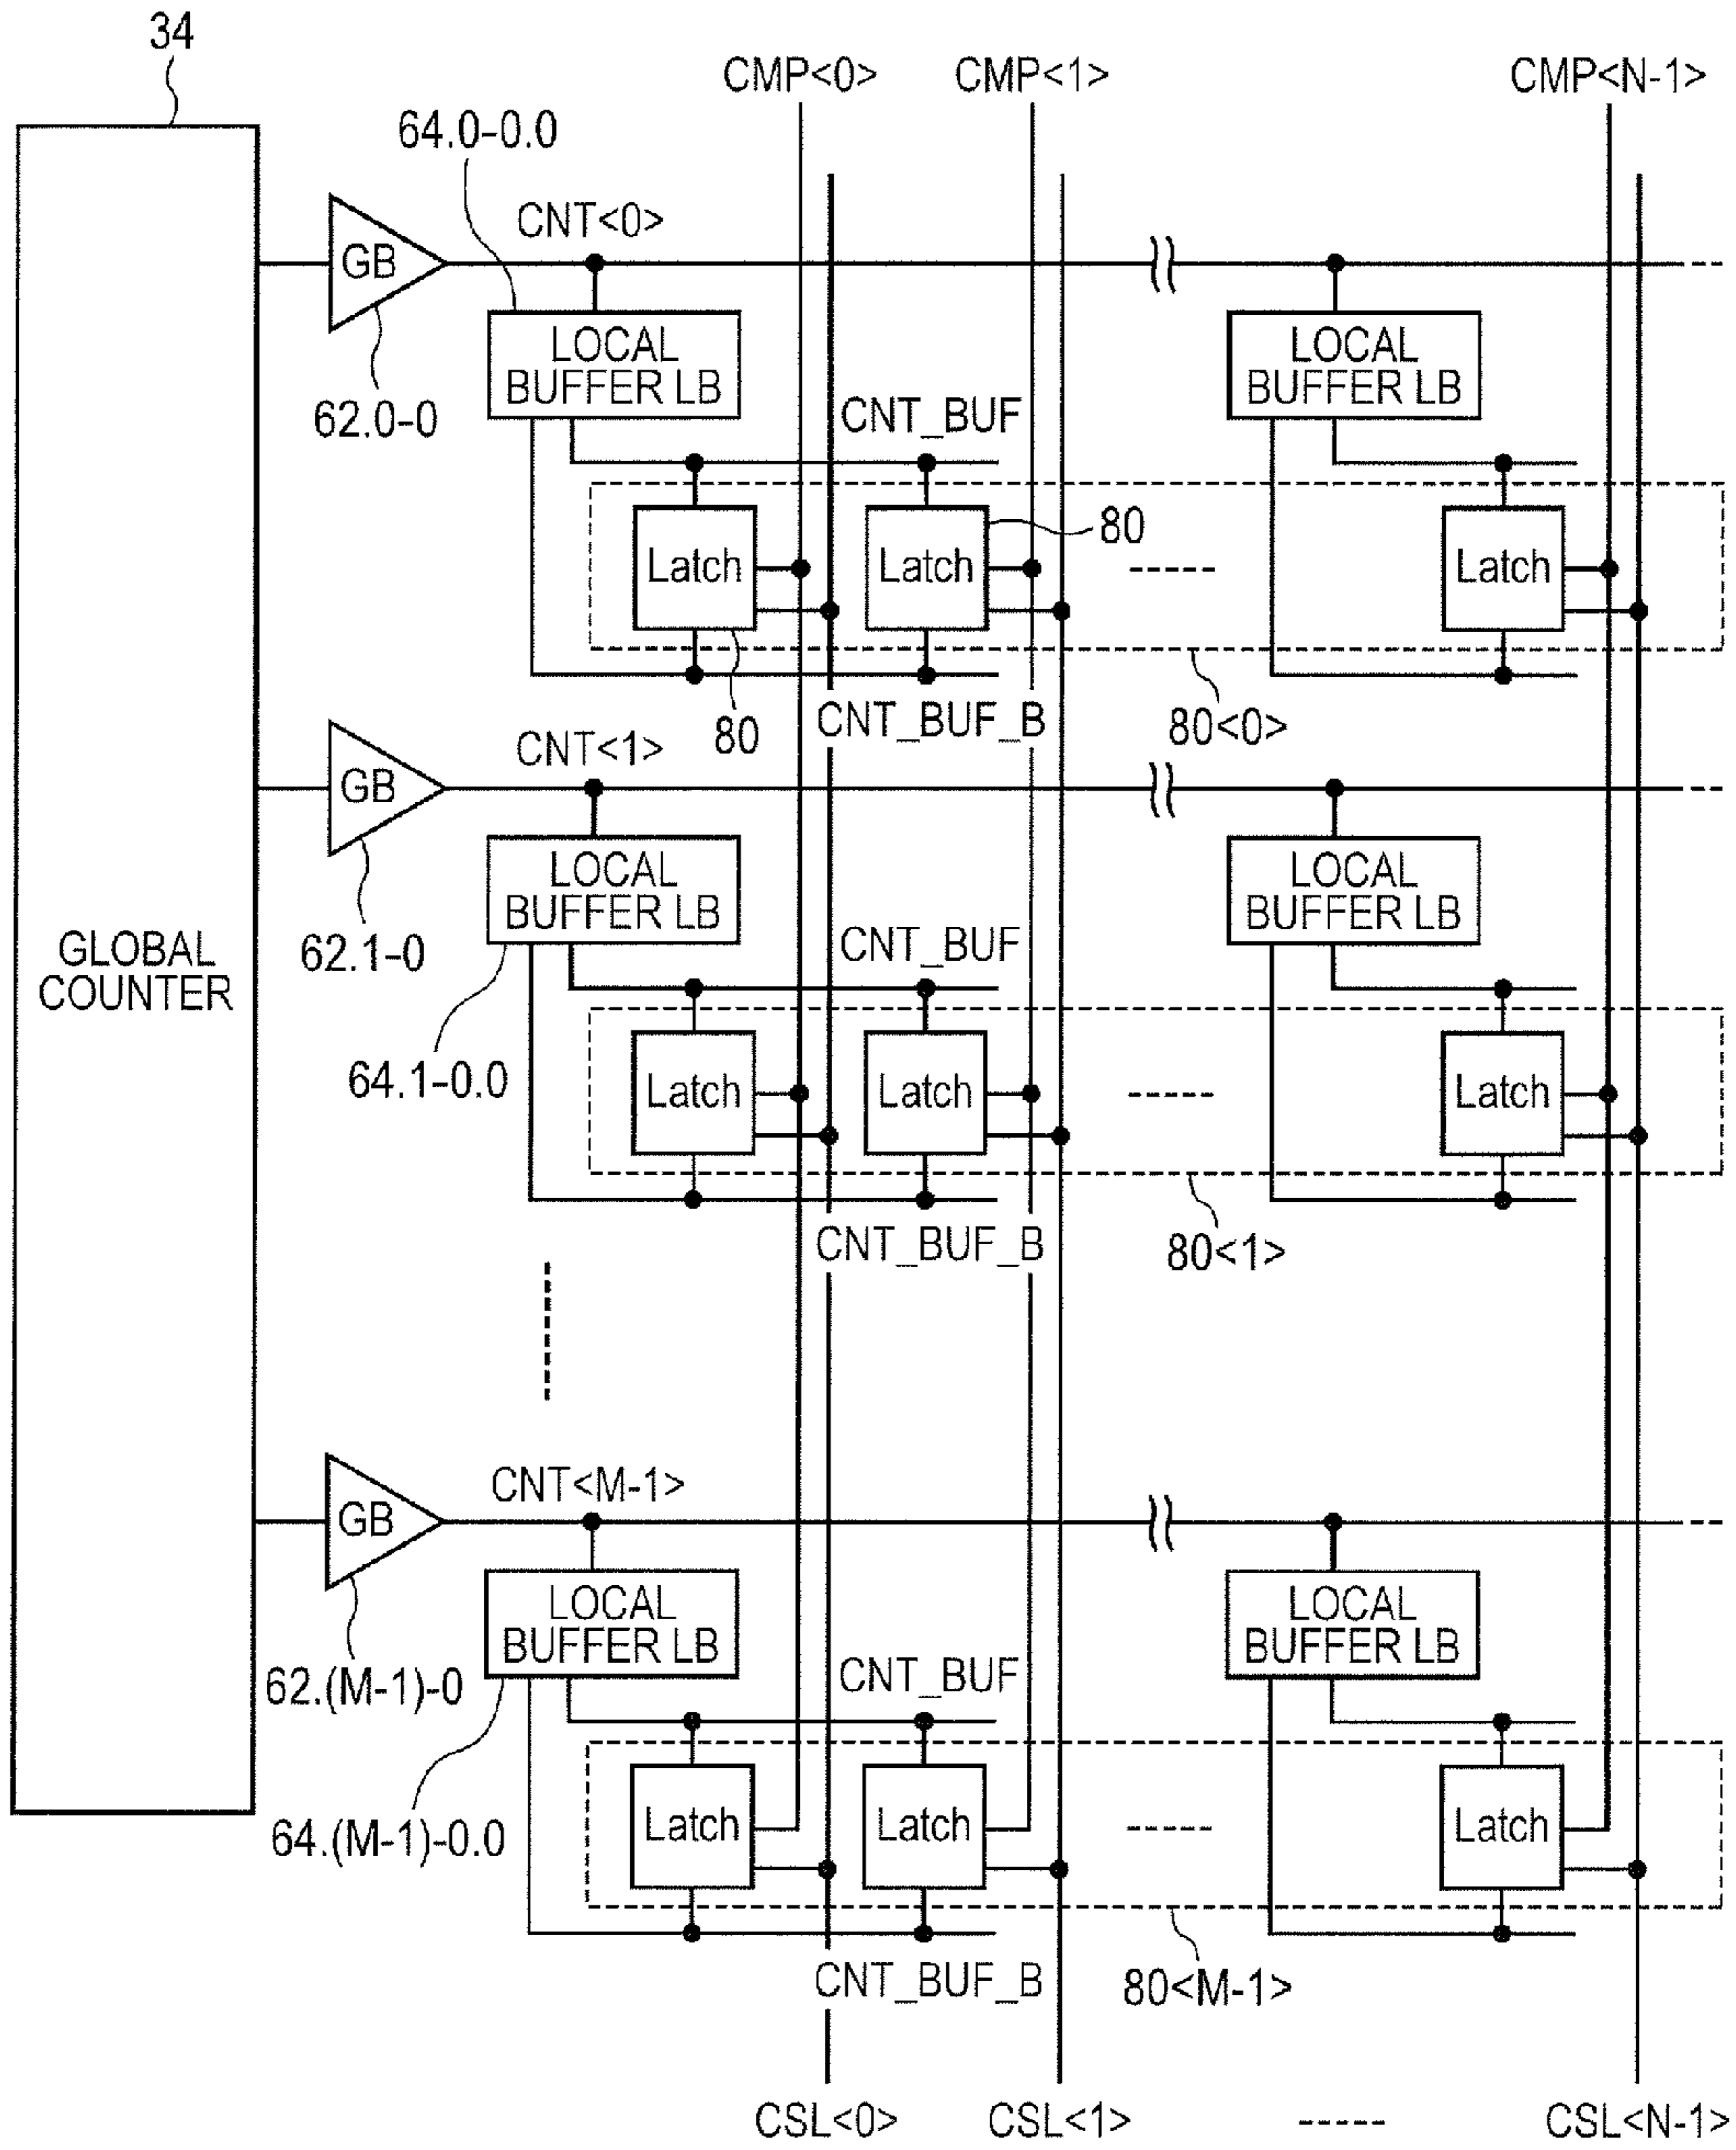 34
CMP<0> CMP<1> CMP<N-1>
64.0-0.0
CNT<0>
GB
LOCAL
BUFFER LB
LOCAL
BUFFER LB
62.0-0
CNT_BUF
Latch
Latch
80
-----
Latch
80
CNT_BUF_B
80<0>
CNT<1>
GB
LOCAL
BUFFER LB
LOCAL
BUFFER LB
62.1-0
GLOBAL
COUNTER
CNT_BUF
64.1-0.0
Latch
Latch
-----
Latch
CNT_BUF_B
80<1>
CNT<M-1>
GB
LOCAL
BUFFER LB
LOCAL
BUFFER LB
62.(M-1)-0
CNT_BUF
64.(M-1)-0.0
Latch
Latch
-----
Latch
CNT_BUF_B
80<M-1>
CSL<0> CSL<1> ----- CSL<N-1>